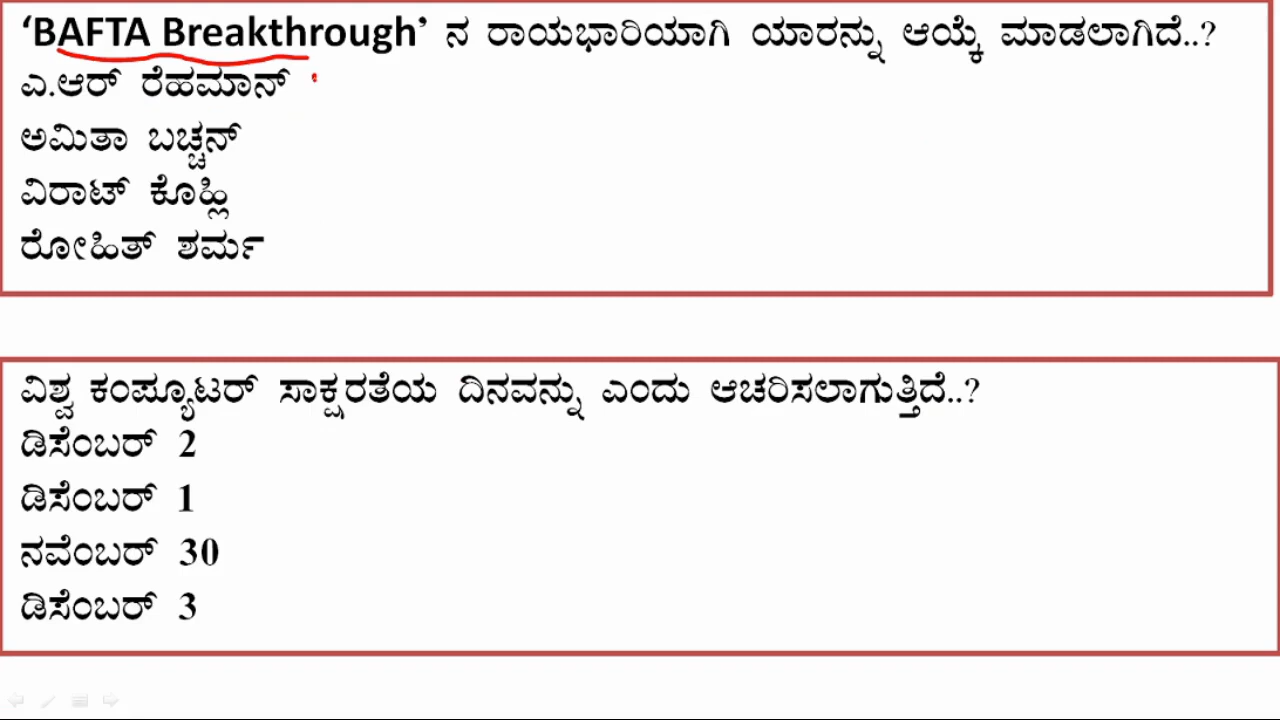 ‘BAFTA Breakthrough’ ನ ರಾಯಭಾರಿಯಾಗಿ ಯಾರನ್ನು ಆಯ್ಕೆ ಮಾಡಲಾಗಿದೆ..?
ಎ.ಆರ್ ರೆಹಮಾನ್
ಅಮಿತಾ ಬಚ್ಚನ್
ವಿರಾಟ್ ಕೊಹ್ಲಿ
ರೋಹಿತ್ ಶರ್ಮ
ವಿಶ್ವ ಕಂಪ್ಯೂಟರ್ ಸಾಕ್ಷರತೆಯ ದಿನವನ್ನು ಎಂದು ಆಚರಿಸಲಾಗುತ್ತಿದೆ..?
ಡಿಸೆಂಬರ್ 2
ಡಿಸೆಂಬರ್ 1
ನವೆಂಬರ್ 30
ಡಿಸೆಂಬರ್ 3